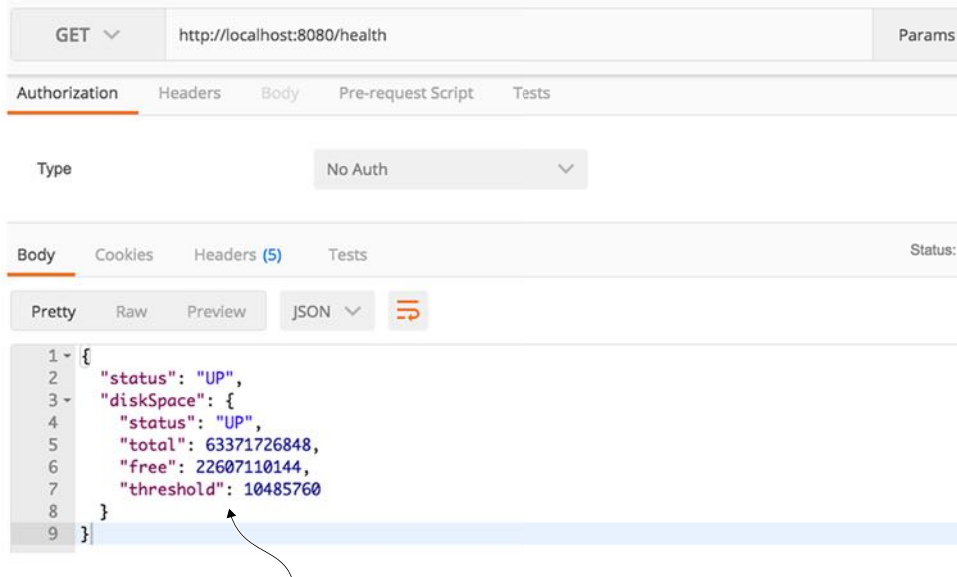 GET http://localhost:8080/health Params
Authorization Headers Body Pre-request Script Tests
Type No Auth
Body Cookies Headers (5) Tests Status:
Pretty Raw Preview JSON
1 {
2 "status": "UP",
3 "diskSpace": {
4 "status": "UP",
5 "total": 63371726848,
6 "free": 22607110144,
7 "threshold": 10485760
8 }
9 }